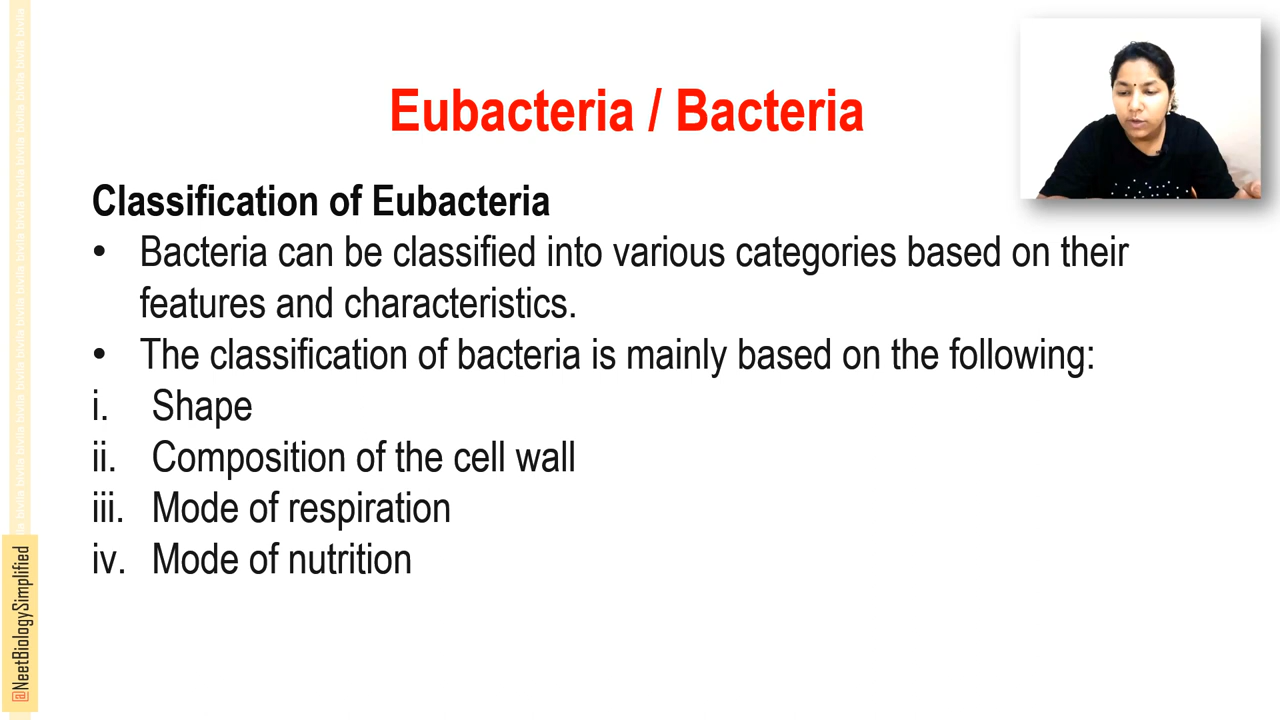 Eubacteria / Bacteria
Classification of Eubacteria
• Bacteria can be classified into various categories based on their
features and characteristics.
• The classification of bacteria is mainly based on the following:
i. Shape
ii. Composition of the cell wall
iii. Mode of respiration
iv. Mode of nutrition
@NeetBiologySimplified